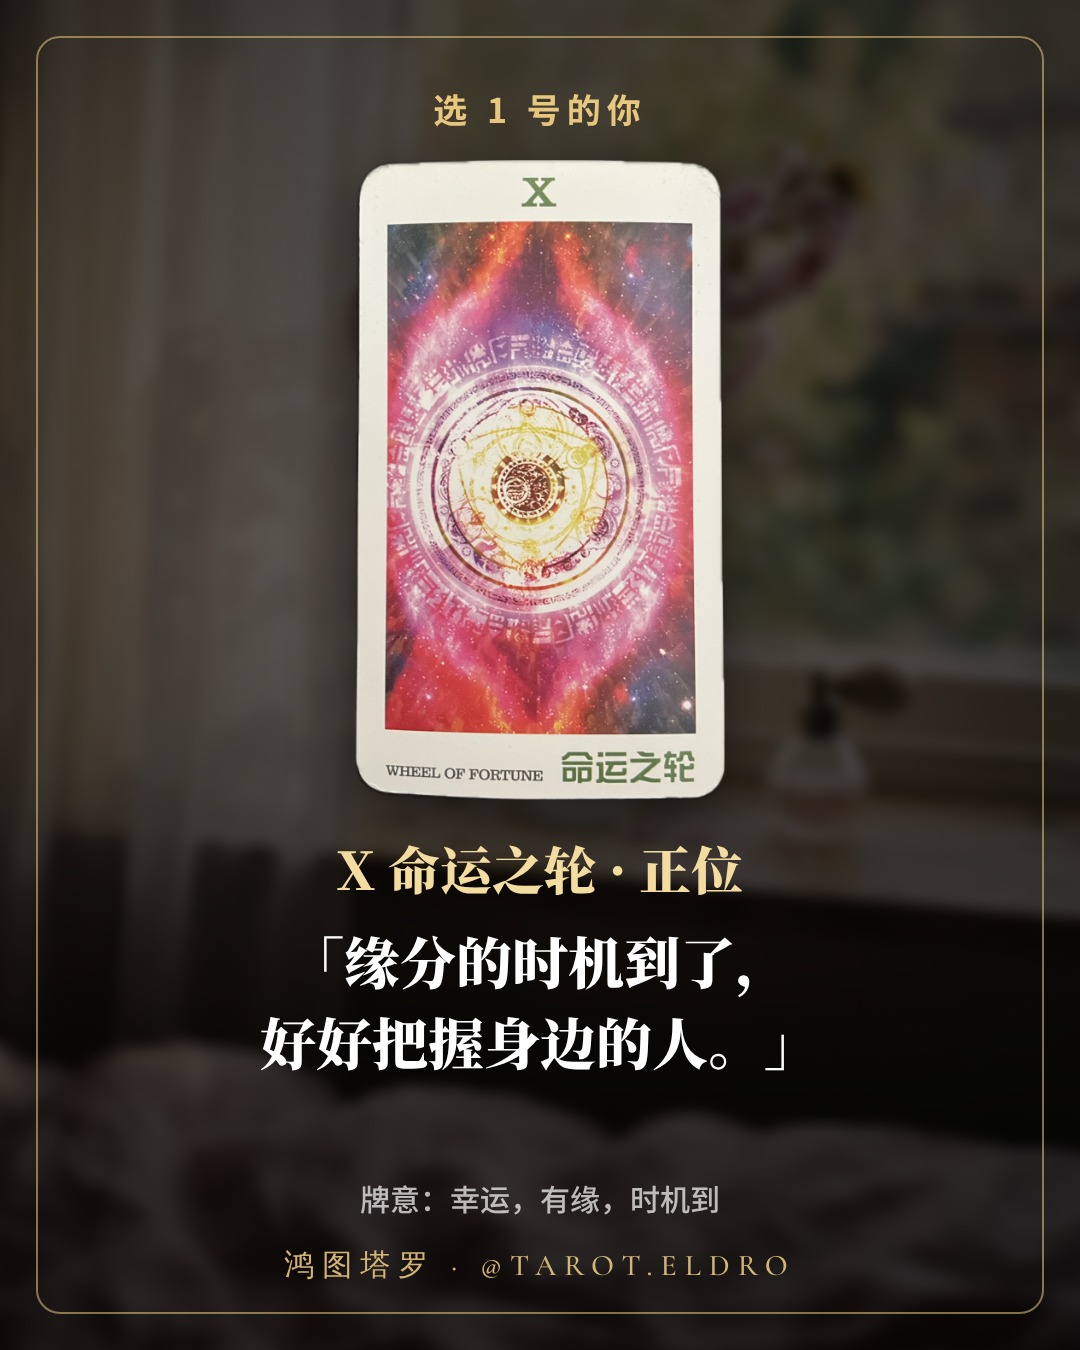 选 1 号的你
X
WHEEL OF FORTUNE 命运之轮
X 命运之轮 · 正位
「缘分的时机到了，
好好把握身边的人。」
牌意：幸运，有缘，时机到
鸿图塔罗 · @TAROT.ELDRO